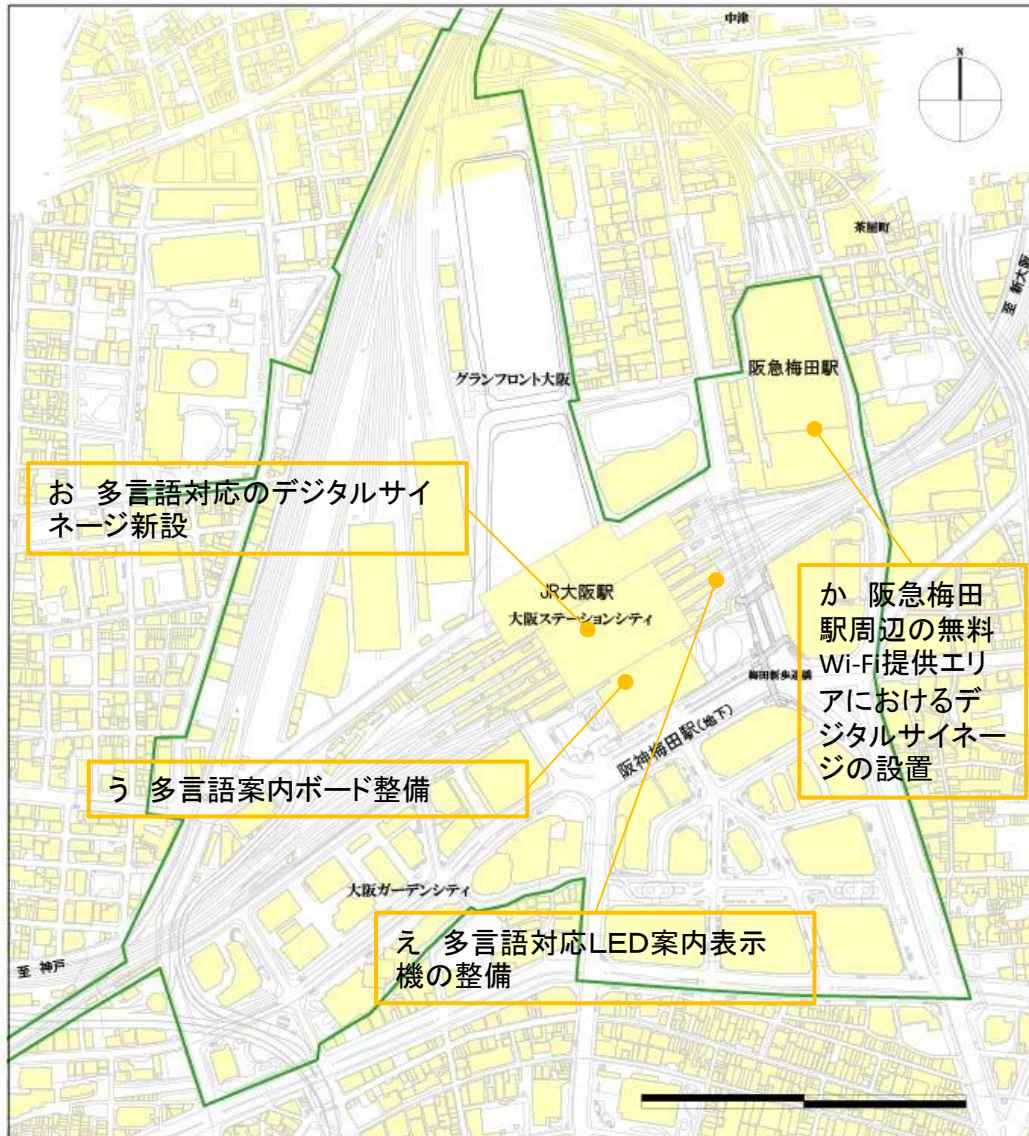 中津
N
茶屋町
至 新大阪
阪急梅田駅
グランフロント大阪
お 多言語対応のデジタルサイ
ネージ新設
JR大阪駅
大阪ステーションシティ
か 阪急梅田
駅周辺の無料
Wi-Fi提供エリ
アにおけるデ
ジタルサイネー
ジの設置
梅田新歩道橋
阪神梅田駅(地下)
う 多言語案内ボード整備
大阪ガーデンシティ
え 多言語対応LED案内表示
機の整備
至 神戸